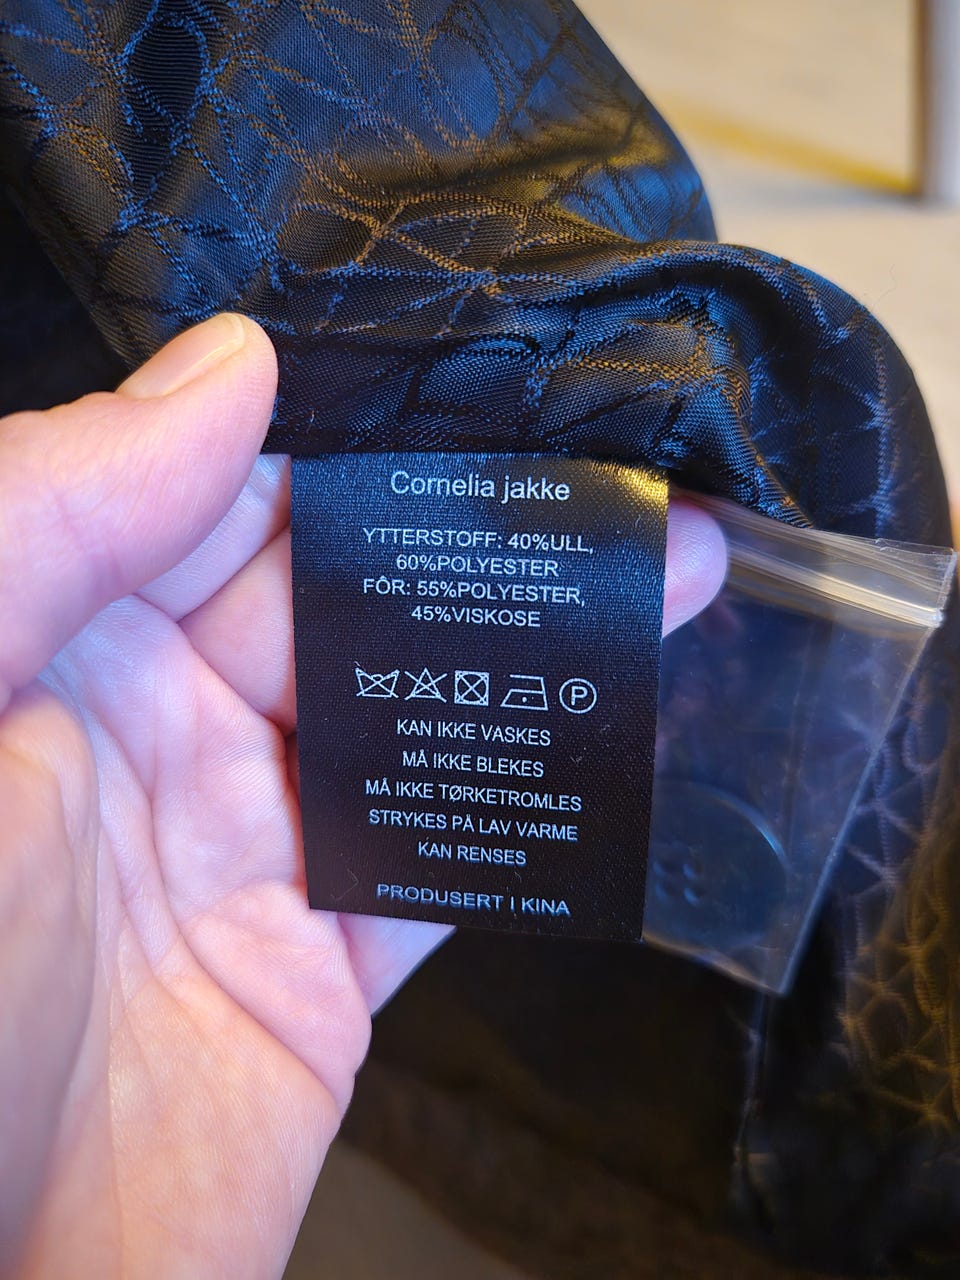 Cornelia jakke
YTTERSTOFF: 40%ULL,
60%POLYESTER
FÔR: 55%POLYESTER,
45%VISKOSE
P
KAN IKKE VASKES
MÅ IKKE BLEKES
MÅ IKKE TØRKETROMLES
STRYKES PÅ LAV VARME
KAN RENSES
PRODUSERT I KINA